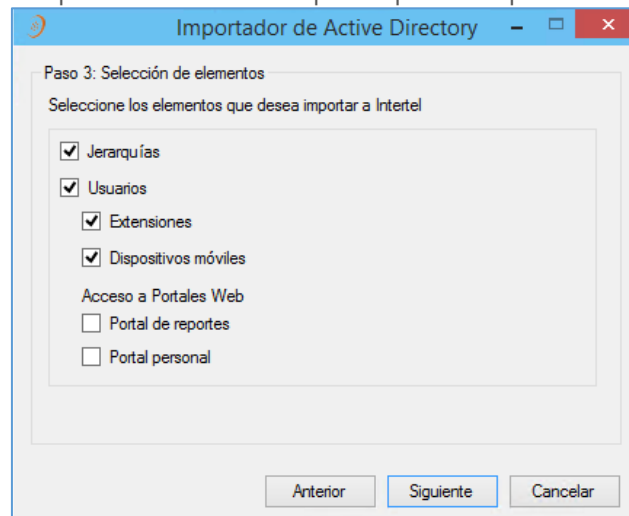 Importador de Active Directory
Paso 3: Selección de elementos
Seleccione los elementos que desea importar a Intertel
Jerarquías
Usuarios
Extensiones
Dispositivos móviles
Acceso a Portales Web
Portal de reportes
Portal personal
Anterior Siguiente Cancelar